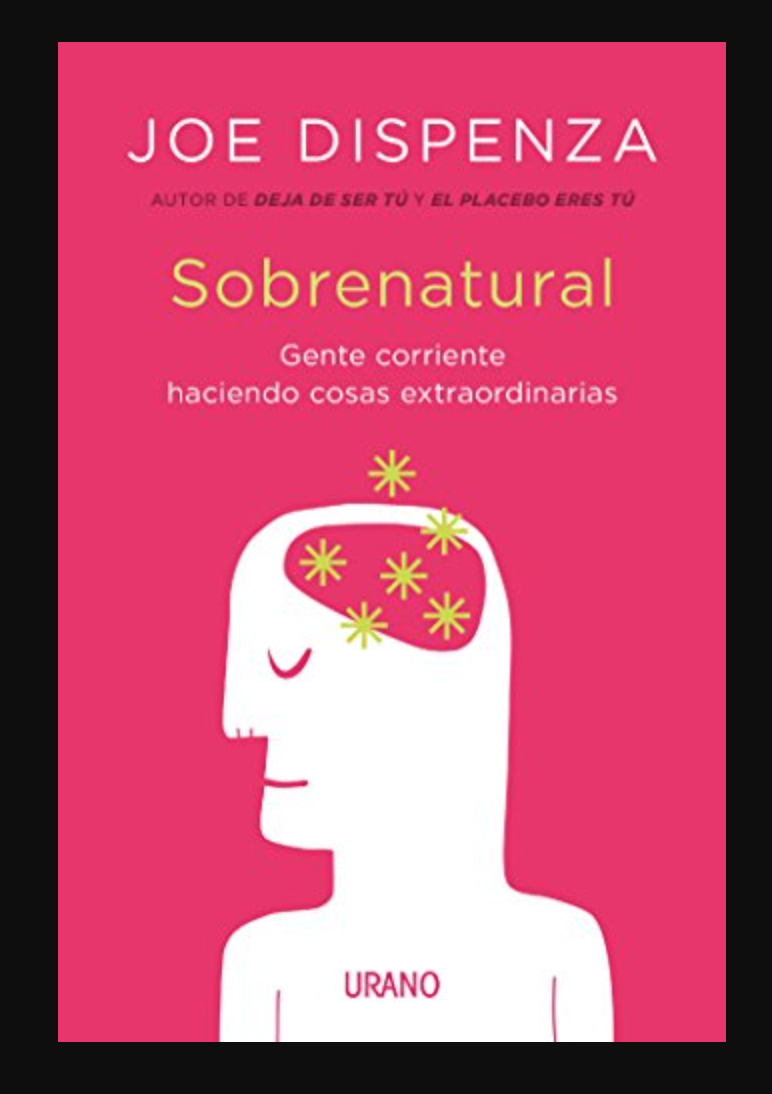 JOE DISPENZA
AUTOR DE DEJA DE SER TÚ Y EL PLACEBO ERES TÚ
Sobrenatural
Gente corriente
haciendo cosas extraordinarias
URANO